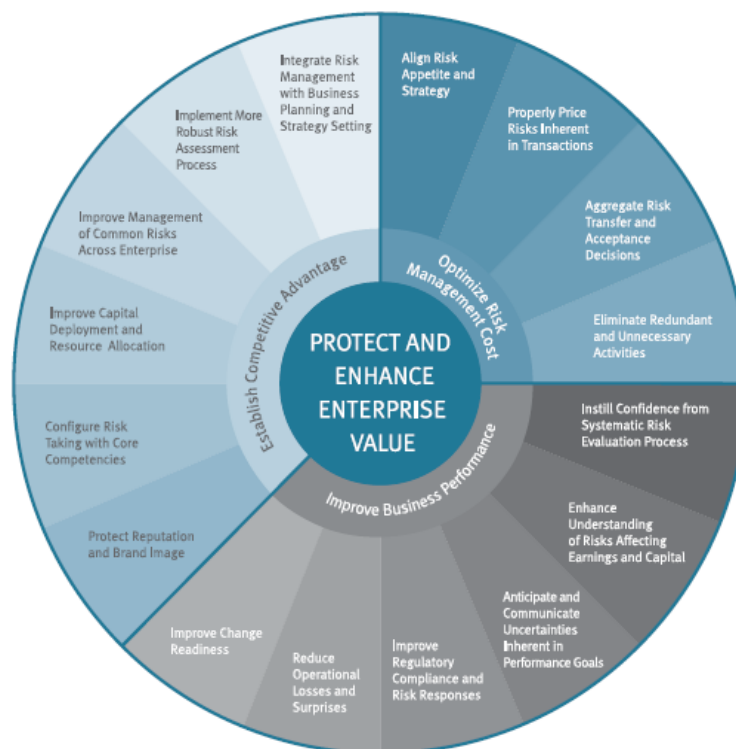 PROTECT AND
ENHANCE
ENTERPRISE
VALUE
Optimize Risk
Management Cost
Align Risk
Appetite and
Strategy
Properly Price
Risks Inherent
in Transactions
Aggregate Risk
Transfer and
Acceptance
Decisions
Eliminate Redundant
and Unnecessary
Activities
Improve Business Performance
Instill Confidence from
Systematic Risk
Evaluation Process
Enhance
Understanding
of Risks Affecting
Earnings and Capital
Anticipate and
Communicate
Uncertainties
Inherent in
Performance Goals
Improve
Regulatory
Compliance and
Risk Responses
Reduce
Operational
Losses and
Surprises
Improve Change
Readiness
Establish Competitive Advantage
Protect Reputation
and Brand Image
Configure Risk
Taking with Core
Competencies
Improve Capital
Deployment and
Resource Allocation
Improve Management
of Common Risks
Across Enterprise
Implement More
Robust Risk
Assessment
Process
Integrate Risk
Management
with Business
Planning and
Strategy Setting